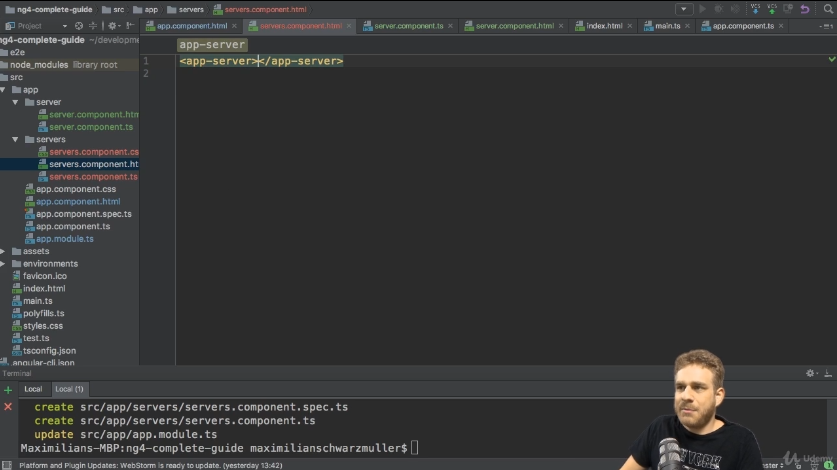 ng4-complete-guide src app servers servers.component.html
Project
app.component.html servers.component.html server.component.ts server.component.html index.html main.ts app.component.ts
ng4-complete-guide ~/developme
e2e
node_modules library root
src
app
server
server.component.htm
server.component.ts
servers
servers.component.cs
servers.component.ht
servers.component.ts
app.component.css
app.component.html
app.component.spec.ts
app.component.ts
app.module.ts
assets
environments
favicon.ico
index.html
main.ts
polyfills.ts
styles.css
test.ts
tsconfig.json
.angular-cli.json
app-server
1 <app-server></app-server>
2
Terminal
Local Local (1)
create src/app/servers/servers.component.spec.ts
create src/app/servers/servers.component.ts
update src/app/app.module.ts
Maximilians-MBP:ng4-complete-guide maximilianschwarzmuller$
Platform and Plugin Updates: WebStorm is ready to update. (yesterday 13:42)
Udemy